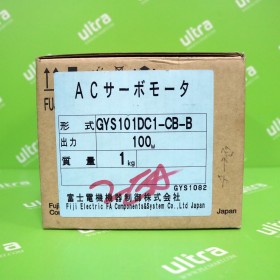 ultra
ACサーボモータ
形式 GYS101DC1-CB-B
出力 100W
質量 1kg
GYS1082
富士電機機器制御株式会社
Fuji Electric FA Components&System Co., Ltd
Japan